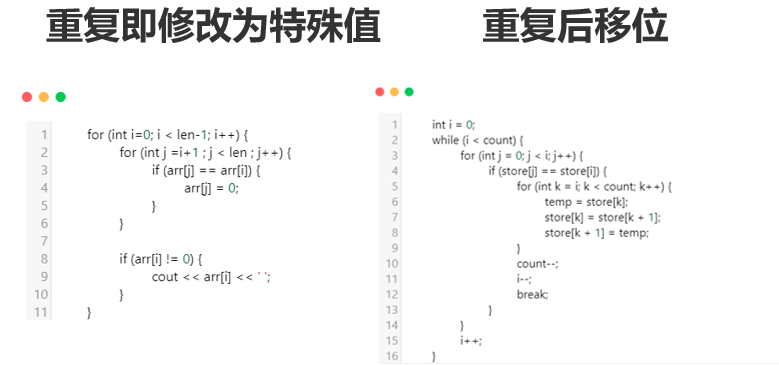 重复即修改为特殊值
1 for (int i=0; i < len-1; i++) {
2 for (int j =i+1 ; j < len ; j++) {
3 if (arr[j] == arr[i]) {
4 arr[j] = 0;
5 }
6 }
7
8 if (arr[i] != 0) {
9 cout << arr[i] << ' ';
10 }
11 }
重复后移位
1 int i = 0;
2 while (i < count) {
3 for (int j = 0; j < i; j++) {
4 if (store[j] == store[i]) {
5 for (int k = i; k < count; k++) {
6 temp = store[k];
7 store[k] = store[k + 1];
8 store[k + 1] = temp;
9 }
10 count--;
11 i--;
12 break;
13 }
14 }
15 i++;
16 }